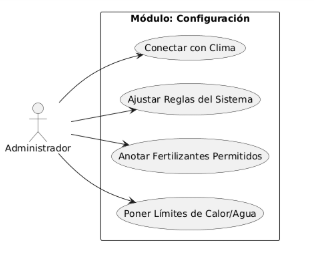 Módulo: Configuración
Conectar con Clima
Ajustar Reglas del Sistema
Administrador
Anotar Fertilizantes Permitidos
Poner Límites de Calor/Agua